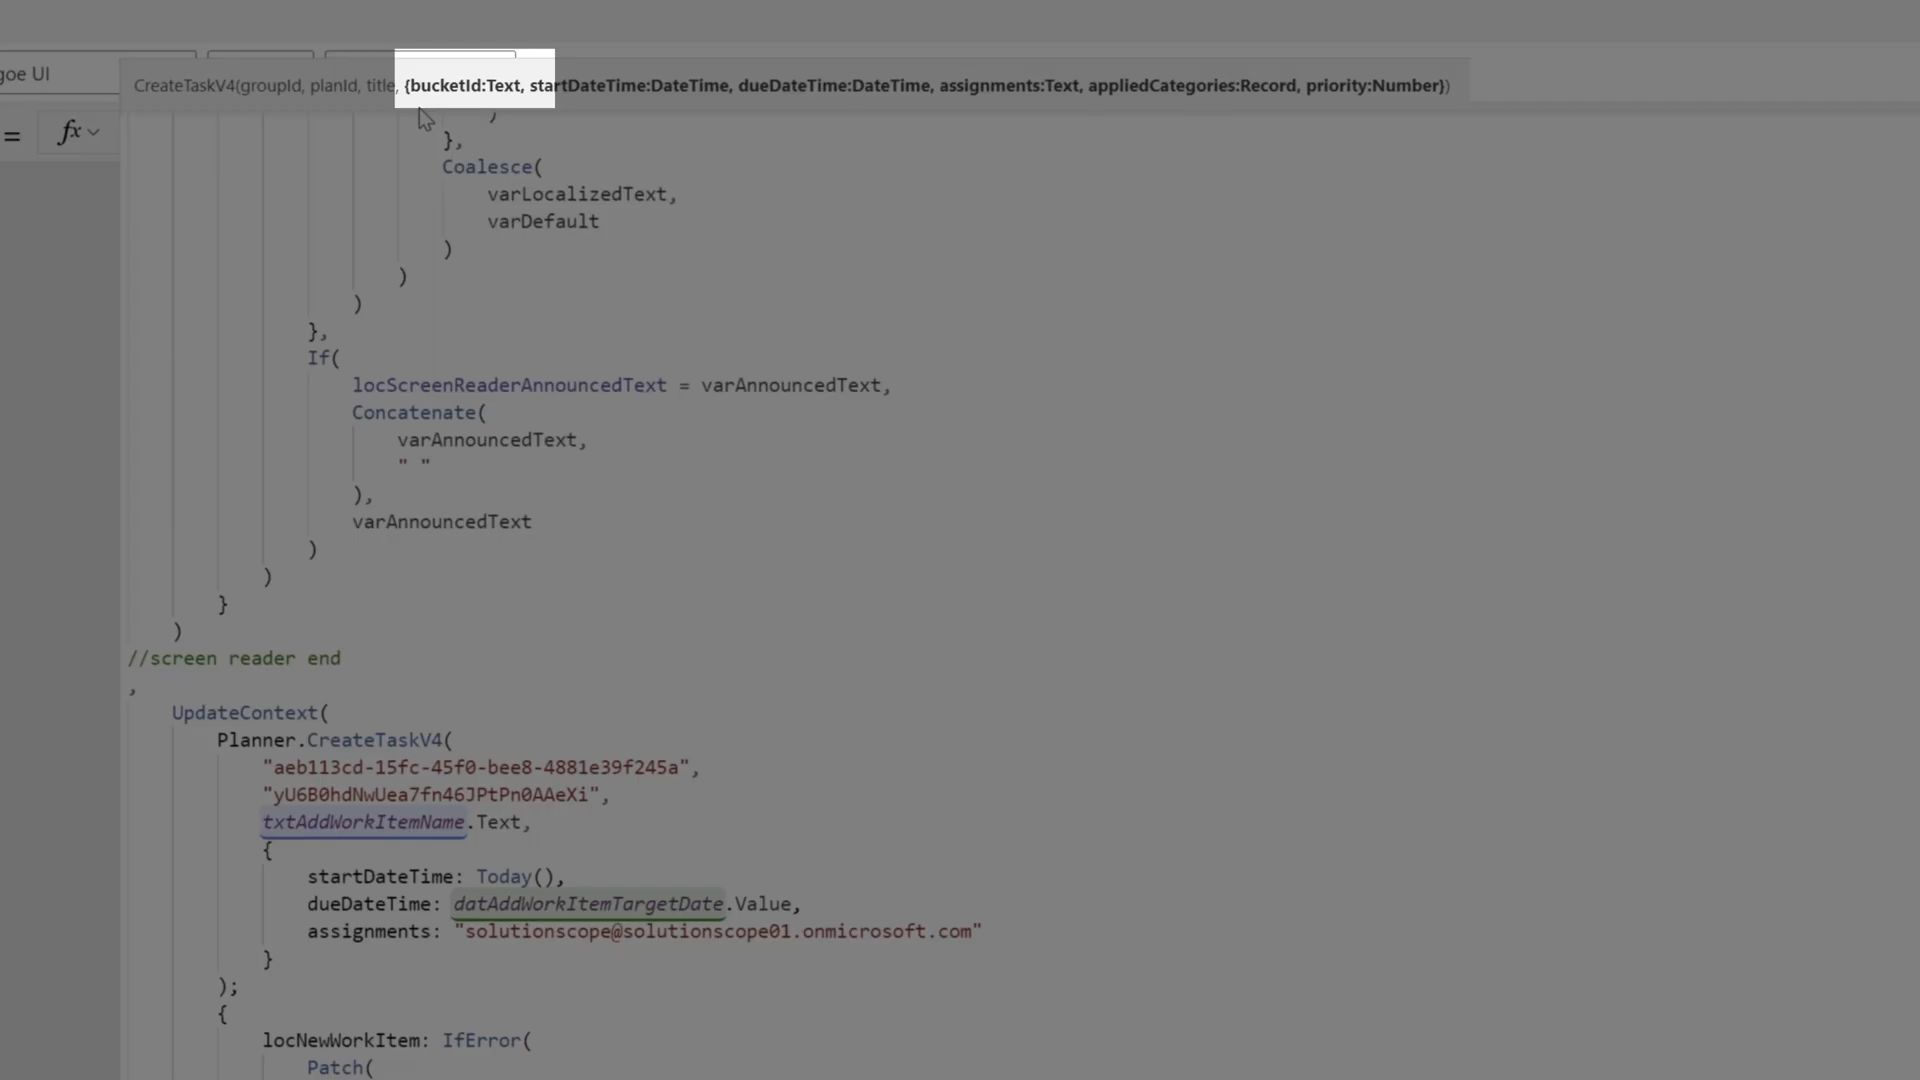 goe UI
CreateTaskV4(groupId, planId, title, {bucketId:Text, startDateTime:DateTime, dueDateTime:DateTime, assignments:Text, appliedCategories:Record, priority:Number})
= fx
)
},
Coalesce(
varLocalizedText,
varDefault
)
)
)
},
If(
locScreenReaderAnnouncedText = varAnnouncedText,
Concatenate(
varAnnouncedText,
" "
),
varAnnouncedText
)
)
}
)
//screen reader end
,
UpdateContext(
Planner.CreateTaskV4(
"aeb113cd-15fc-45f0-bee8-4881e39f245a",
"yU6B0hdNwUea7fn46JPtPn0AAeXi",
txtAddWorkItemName.Text,
{
startDateTime: Today(),
dueDateTime: datAddWorkItemTargetDate.Value,
assignments: "solutionscope@solutionscope01.onmicrosoft.com"
}
);
{
locNewWorkItem: IfError(
Patch(